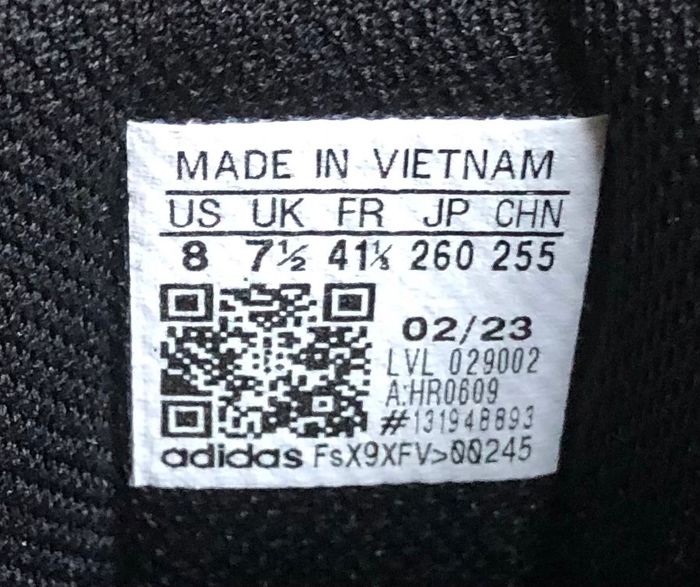 MADE IN VIETNAM
US UK FR JP CHN
8 7½ 41⅓ 260 255
02/23
LVL 029002
A:HR0609
#131948893
adidas FsX9XFV>00245